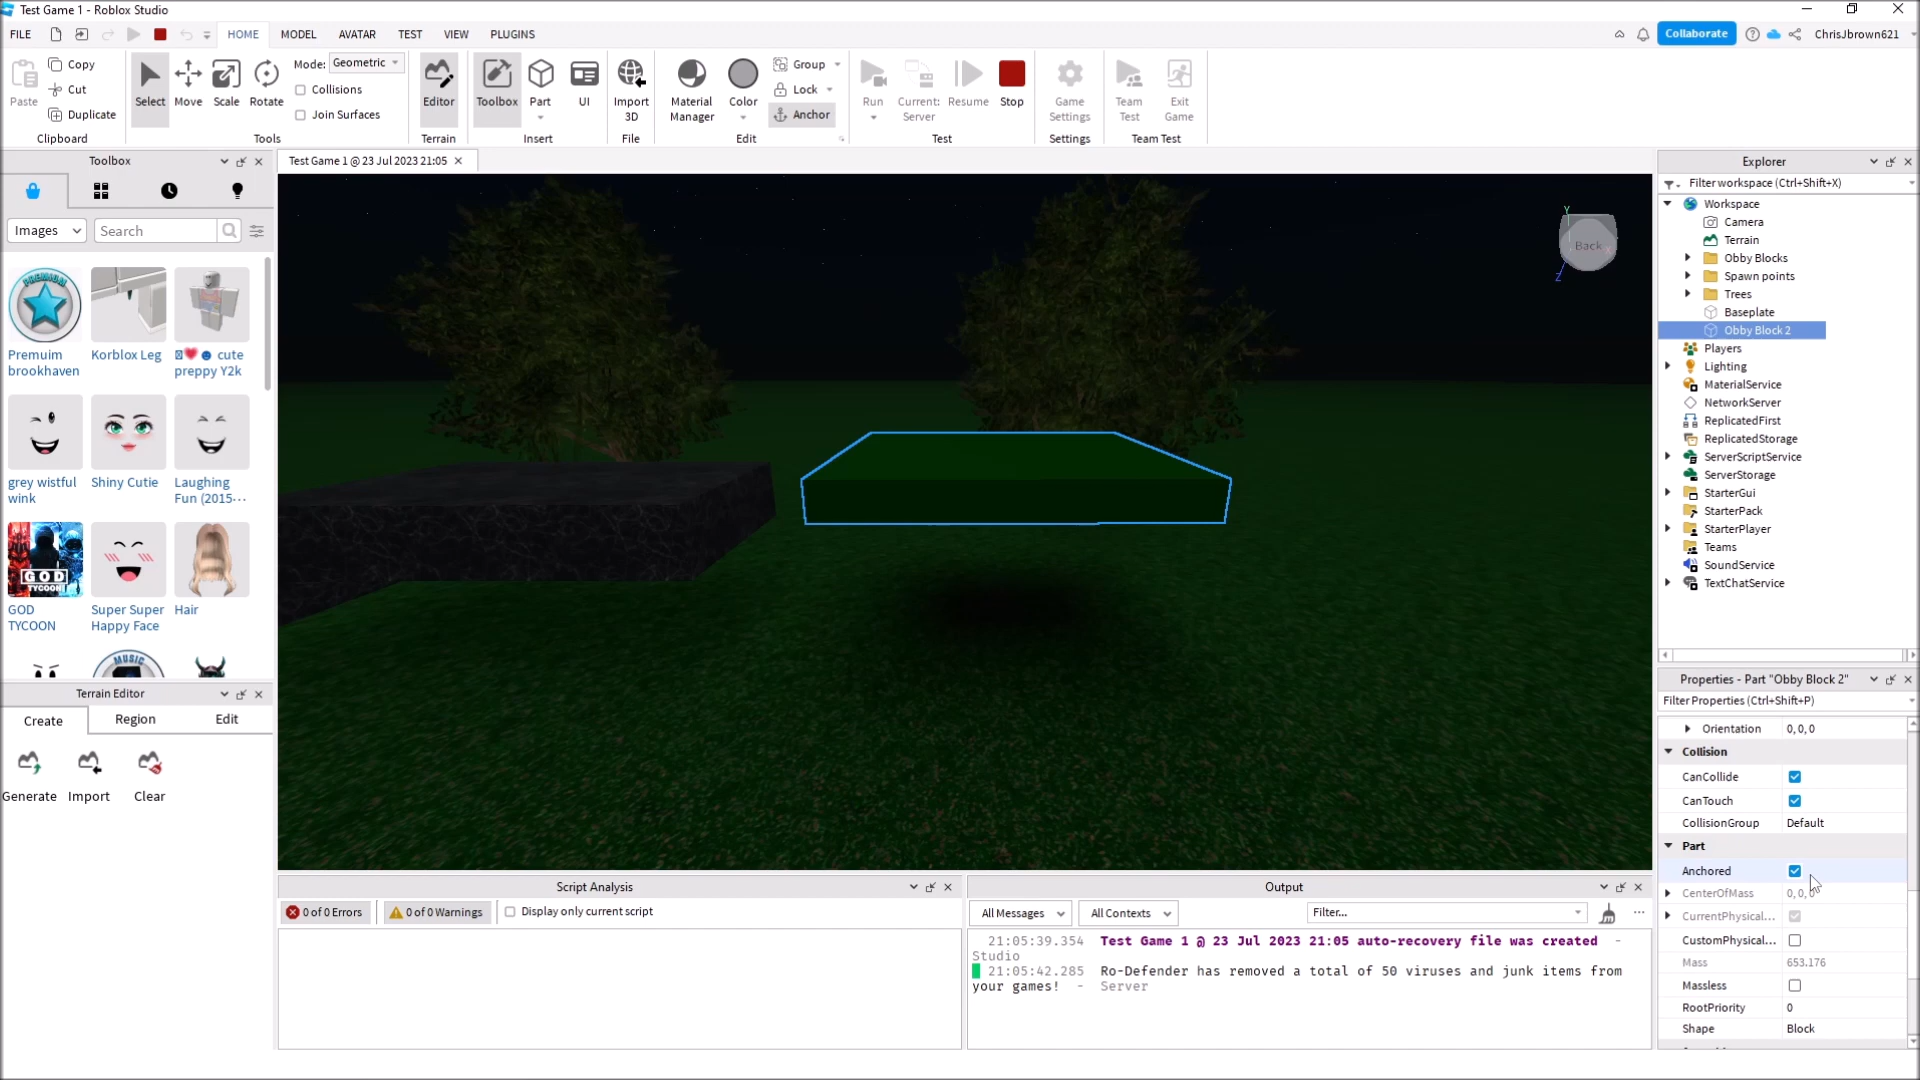 Test Game 1 - Roblox Studio
FILE
HOME
MODEL
AVATAR
TEST
VIEW
PLUGINS
Collaborate
ChrisJbrown621
Paste
Copy
Cut
Duplicate
Clipboard
Select
Move
Scale
Rotate
Mode: Geometric
Collisions
Join Surfaces
Tools
Editor
Terrain
Toolbox
Part
UI
Insert
Import
3D
File
Material
Manager
Color
Group
Lock
Anchor
Edit
Run
Current:
Server
Resume
Stop
Test
Game
Settings
Settings
Team
Test
Exit
Game
Team Test
Toolbox
Images
Search
Premuim
brookhaven
Korblox Leg
cute
preppy Y2k
grey wistful
wink
Shiny Cutie
Laughing
Fun (2015-···
GOD
TYCOON
GOD
TYCOON
Super Super
Happy Face
Hair
MUSIC
PREMIUM
Terrain Editor
Create
Region
Edit
Generate
Import
Clear
Test Game 1 @ 23 Jul 2023 21:05
Y
Back
Z
Script Analysis
0 of 0 Errors
0 of 0 Warnings
Display only current script
Output
All Messages
All Contexts
Filter...
21:05:39.354 Test Game 1 @ 23 Jul 2023 21:05 auto-recovery file was created -
Studio
21:05:42.285 Ro-Defender has removed a total of 50 viruses and junk items from
your games! - Server
Explorer
Filter workspace (Ctrl+Shift+X)
Workspace
Camera
Terrain
Obby Blocks
Spawn points
Trees
Baseplate
Obby Block 2
Players
Lighting
MaterialService
NetworkServer
ReplicatedFirst
ReplicatedStorage
ServerScriptService
ServerStorage
StarterGui
StarterPack
StarterPlayer
Teams
SoundService
TextChatService
Properties - Part "Obby Block 2"
Filter Properties (Ctrl+Shift+P)
Orientation 0, 0, 0
Collision
CanCollide
CanTouch
CollisionGroup Default
Part
Anchored
CenterOfMass 0, 0, 0
CurrentPhysical...
CustomPhysical...
Mass 653.176
Massless
RootPriority 0
Shape Block